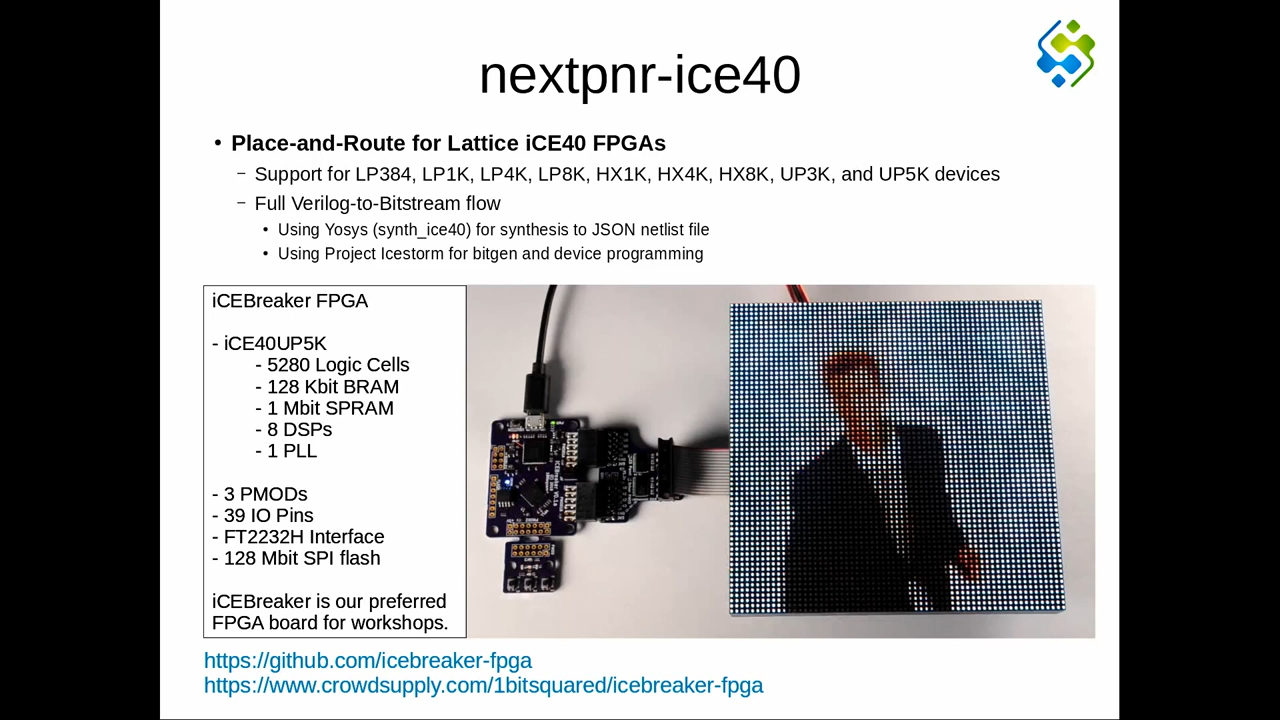 nextpnr-ice40
• Place-and-Route for Lattice iCE40 FPGAs
– Support for LP384, LP1K, LP4K, LP8K, HX1K, HX4K, HX8K, UP3K, and UP5K devices
– Full Verilog-to-Bitstream flow
• Using Yosys (synth_ice40) for synthesis to JSON netlist file
• Using Project Icestorm for bitgen and device programming
iCEBreaker FPGA
- iCE40UP5K
- 5280 Logic Cells
- 128 Kbit BRAM
- 1 Mbit SPRAM
- 8 DSPs
- 1 PLL
- 3 PMODs
- 39 IO Pins
- FT2232H Interface
- 128 Mbit SPI flash
iCEBreaker is our preferred
FPGA board for workshops.
https://github.com/icebreaker-fpga
https://www.crowdsupply.com/1bitsquared/icebreaker-fpga